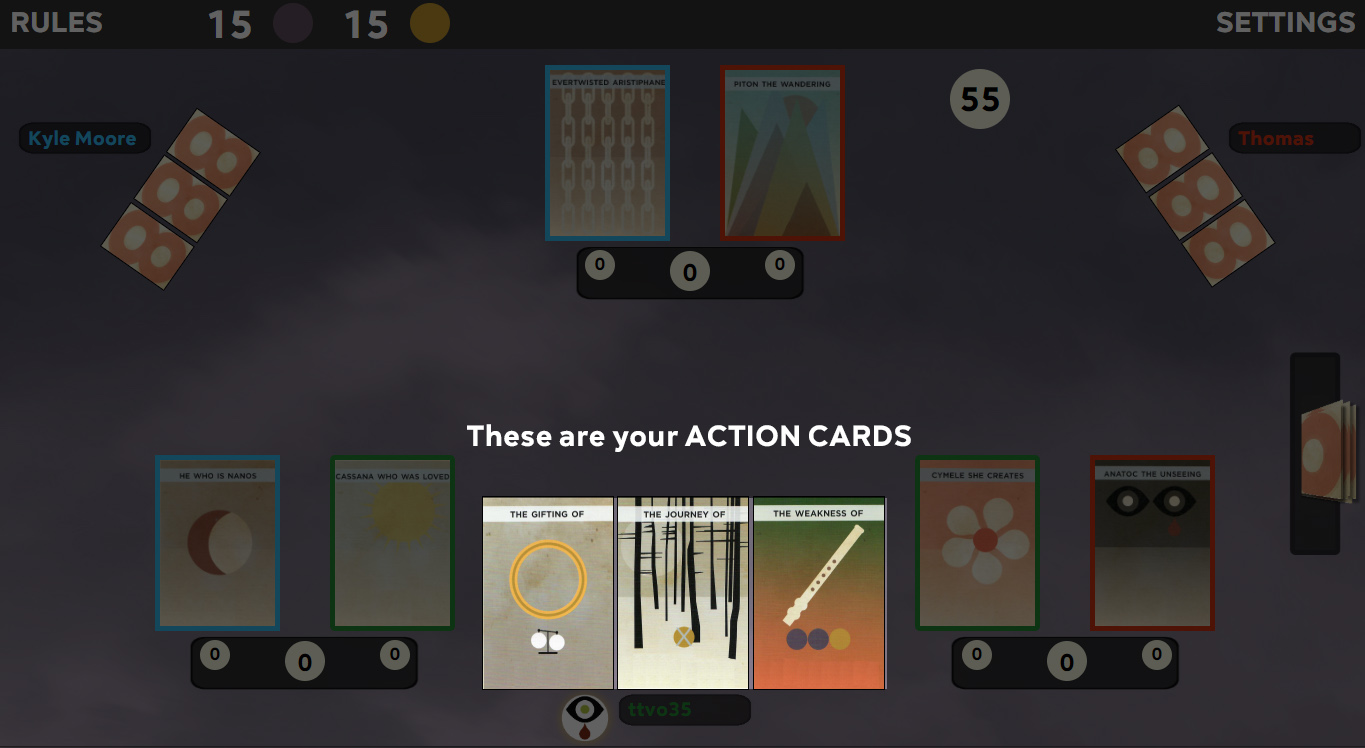 RULES 15 15 SETTINGS
EVERTWISTED ARISTIPHANE
PITON THE WANDERING
55
Kyle Moore
Thomas
0 0 0
These are your ACTION CARDS
HE WHO IS NANOS
CASSANA WHO WAS LOVED
THE GIFTING OF
THE JOURNEY OF
THE WEAKNESS OF
CYMELE SHE CREATES
ANATOC THE UNSEEING
0 0 0
0 0 0
ttvo35